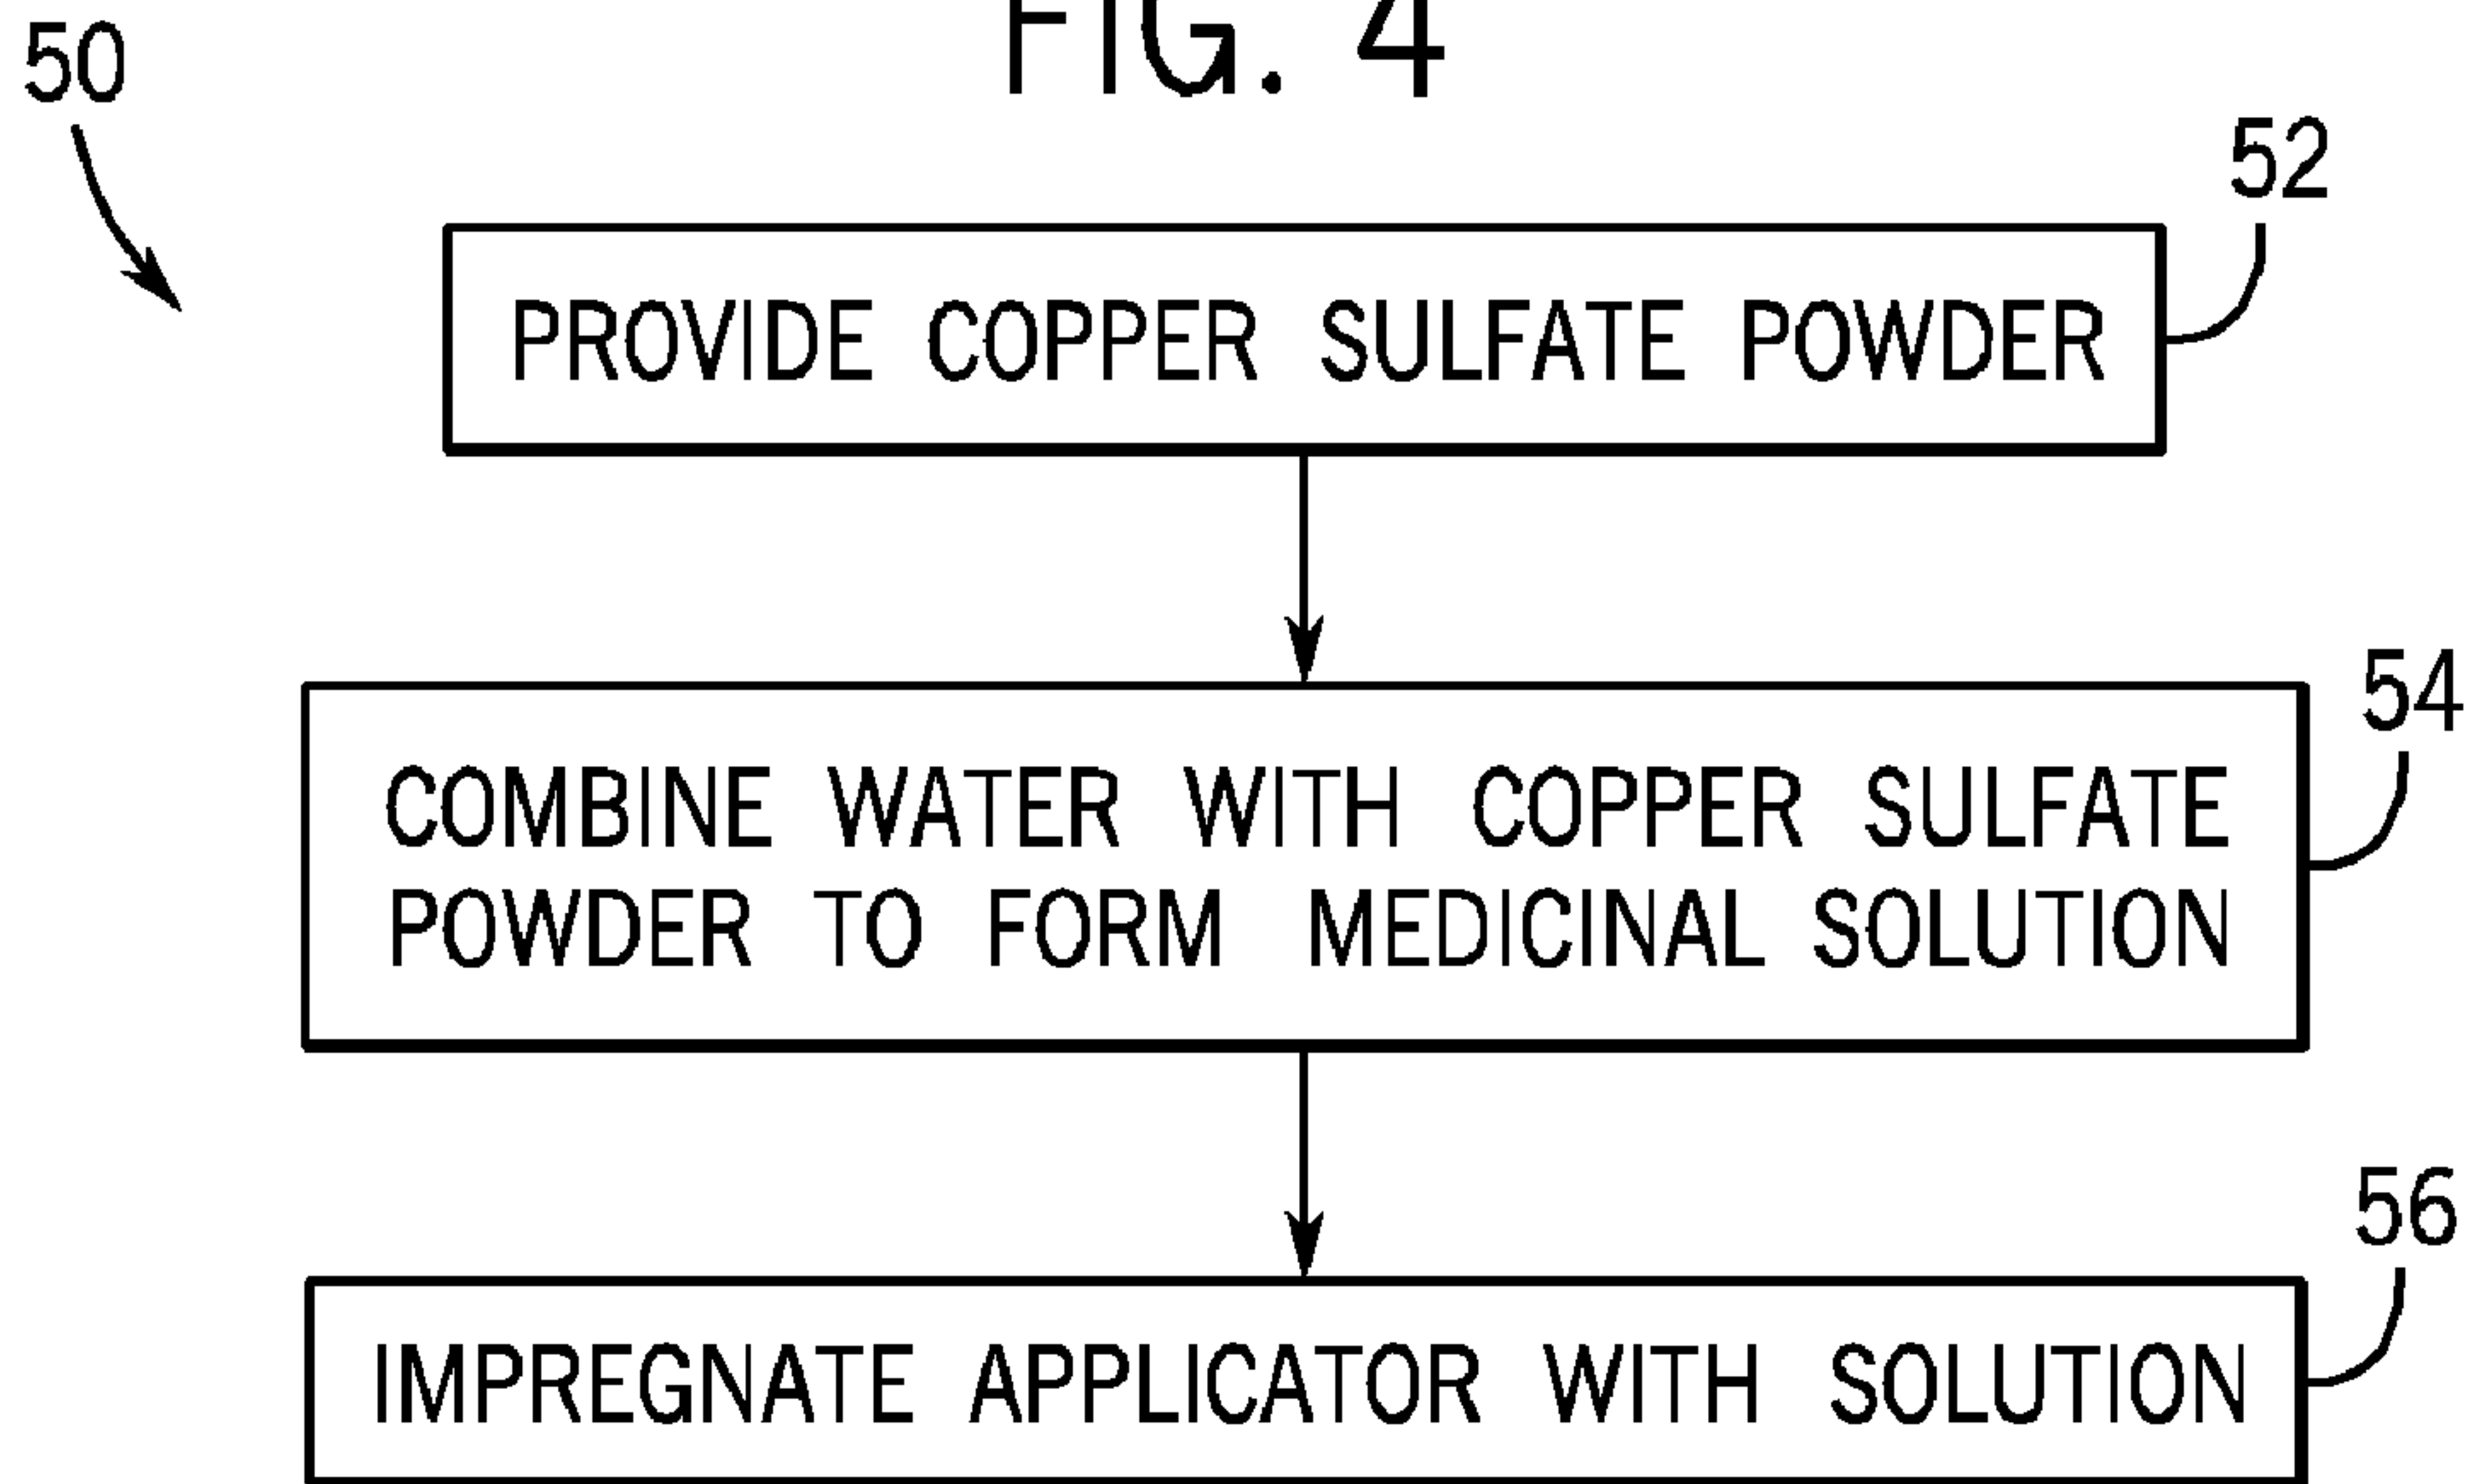 FIG. 4
50
52
PROVIDE COPPER SULFATE POWDER
54
COMBINE WATER WITH COPPER SULFATE
POWDER TO FORM MEDICINAL SOLUTION
56
IMPREGNATE APPLICATOR WITH SOLUTION